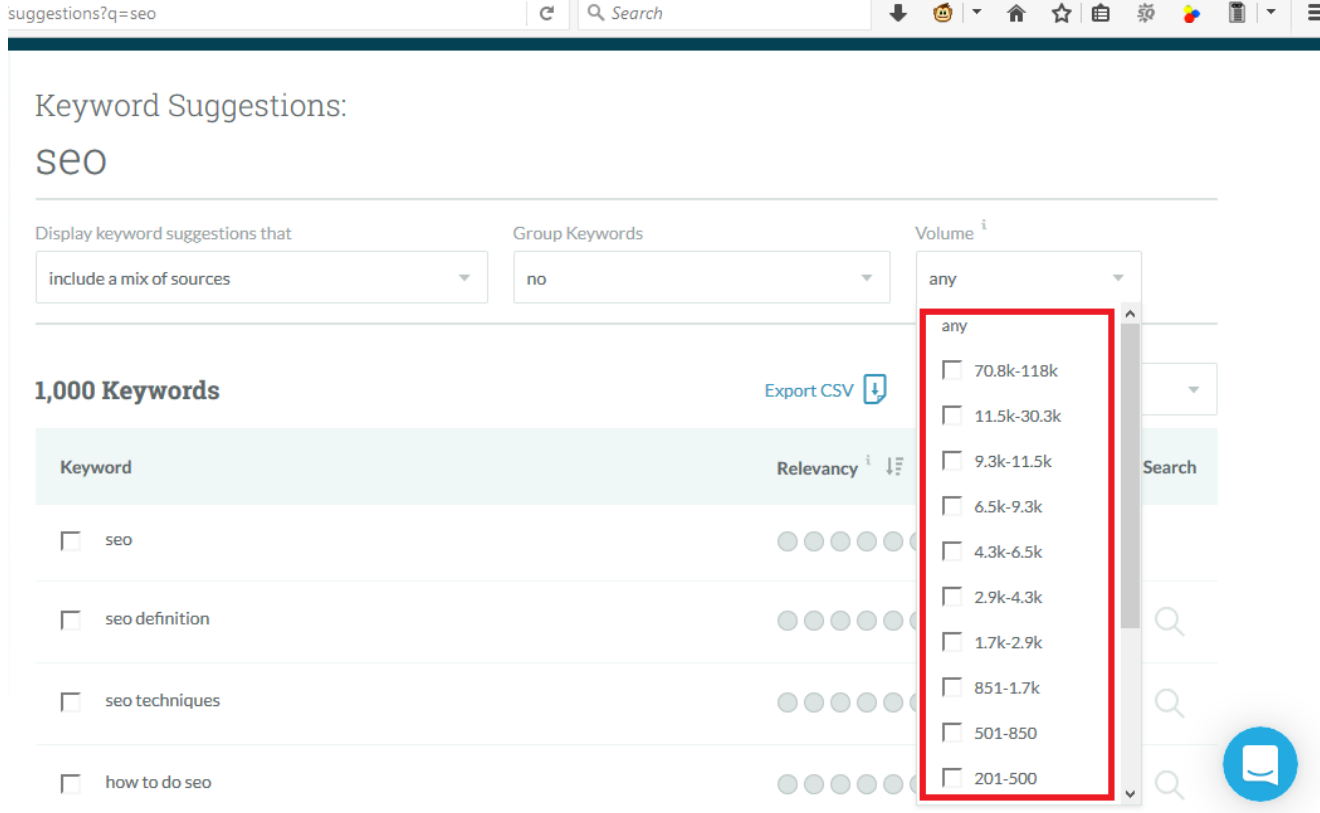 suggestions?q=seo
Search
Keyword Suggestions:
seo
Display keyword suggestions that
Group Keywords
Volume i
include a mix of sources
no
any
any
70.8k-118k
11.5k-30.3k
9.3k-11.5k
6.5k-9.3k
4.3k-6.5k
2.9k-4.3k
1.7k-2.9k
851-1.7k
501-850
201-500
1,000 Keywords
Export CSV
Keyword
Relevancy i
Search
seo
seo definition
seo techniques
how to do seo